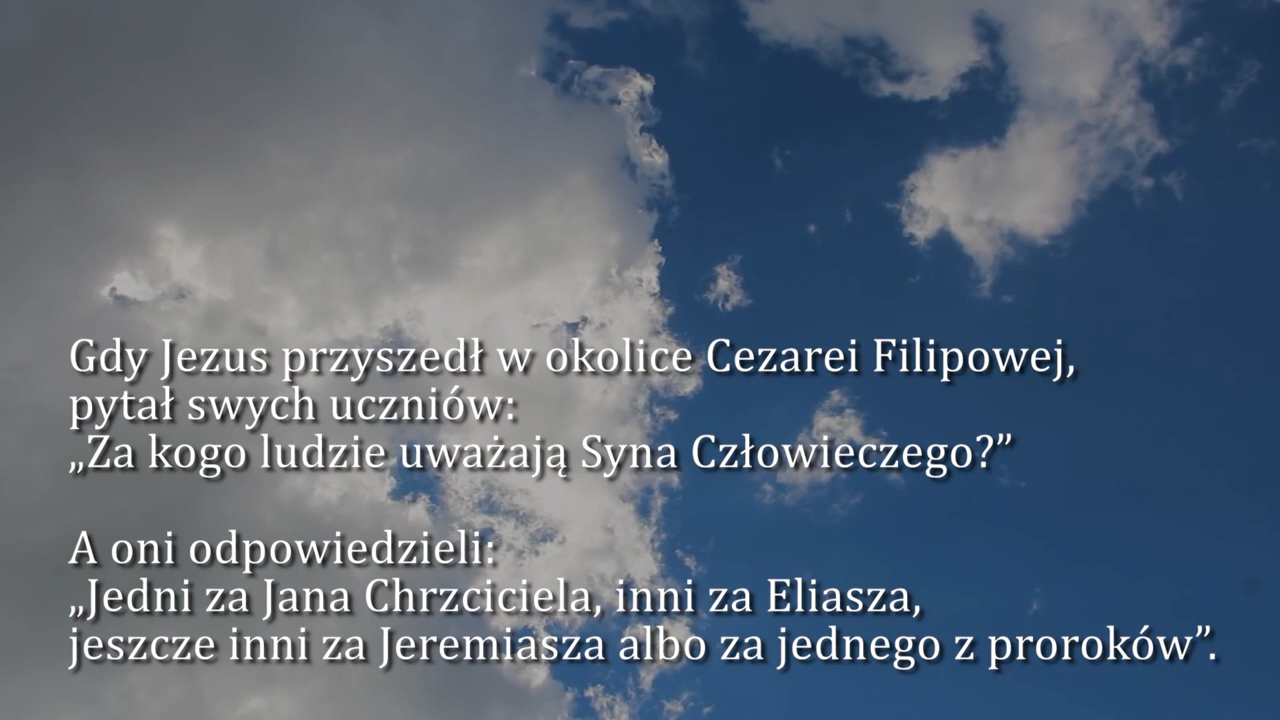 Gdy Jezus przyszedł w okolice Cezarei Filipowej,
pytał swych uczniów:
„Za kogo ludzie uważają Syna Człowieczego?”
A oni odpowiedzieli:
„Jedni za Jana Chrzciciela, inni za Eliasza,
jeszcze inni za Jeremiasza albo za jednego z proroków”.